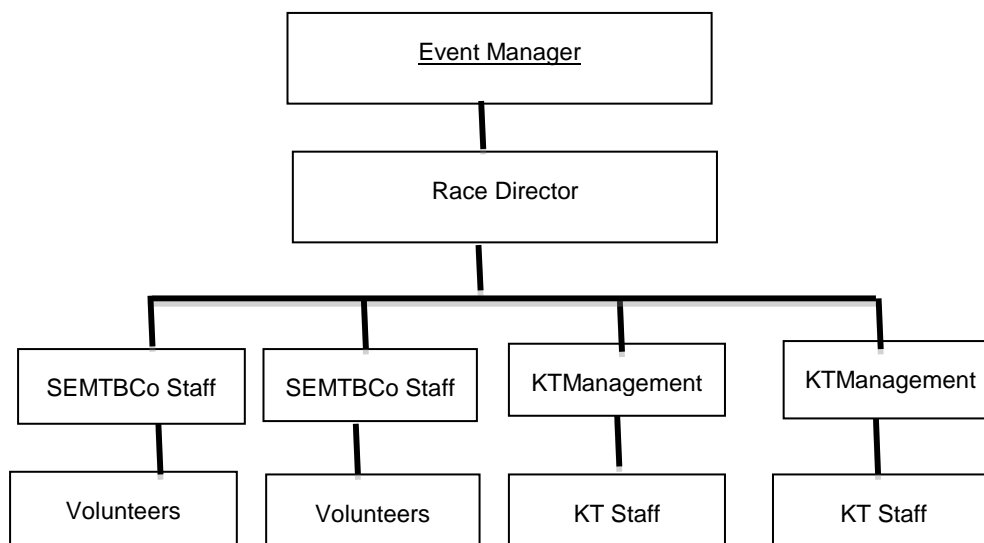 Event Manager
Race Director
SEMTBCo Staff
SEMTBCo Staff
KTManagement
KTManagement
Volunteers
Volunteers
KT Staff
KT Staff